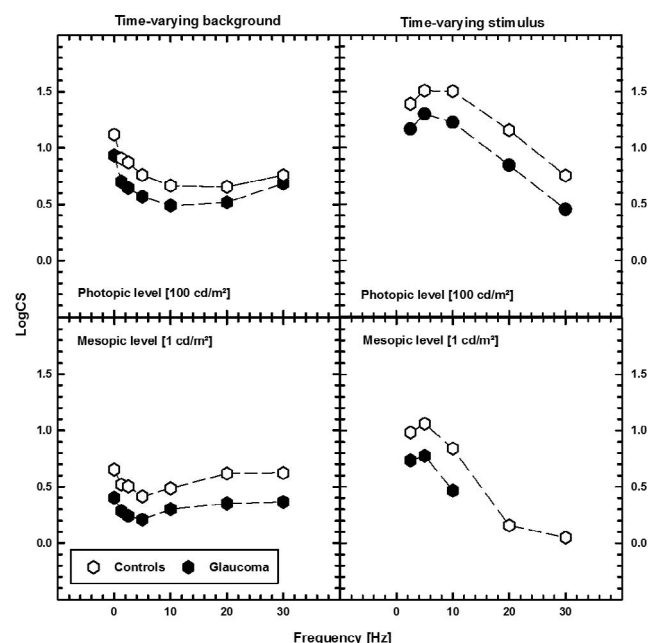 Time-varying background
Time-varying stimulus
1.5
1.0
0.5
0.0
Photopic level [100 cd/m²]
1.5
1.0
0.5
0.0
Photopic level [100 cd/m²]
LogCS
Mesopic level [1 cd/m²]
1.5
1.0
0.5
0.0
Controls Glaucoma
Mesopic level [1 cd/m²]
1.5
1.0
0.5
0.0
0 10 20 30
0 10 20 30
Frequency [Hz]